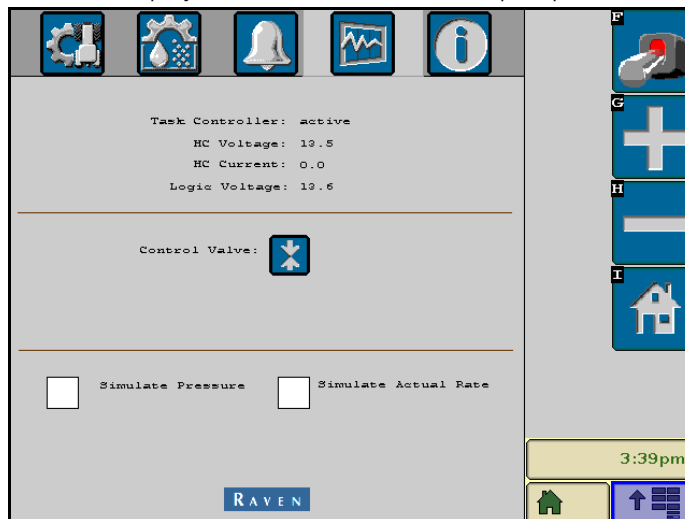 F
G
Task Controller: active
HC Voltage: 13.5
HC Current: 0.0
Logic Voltage: 13.6
H
Control Valve:
I
Simulate Pressure
Simulate Actual Rate
3:39pm
RAVEN